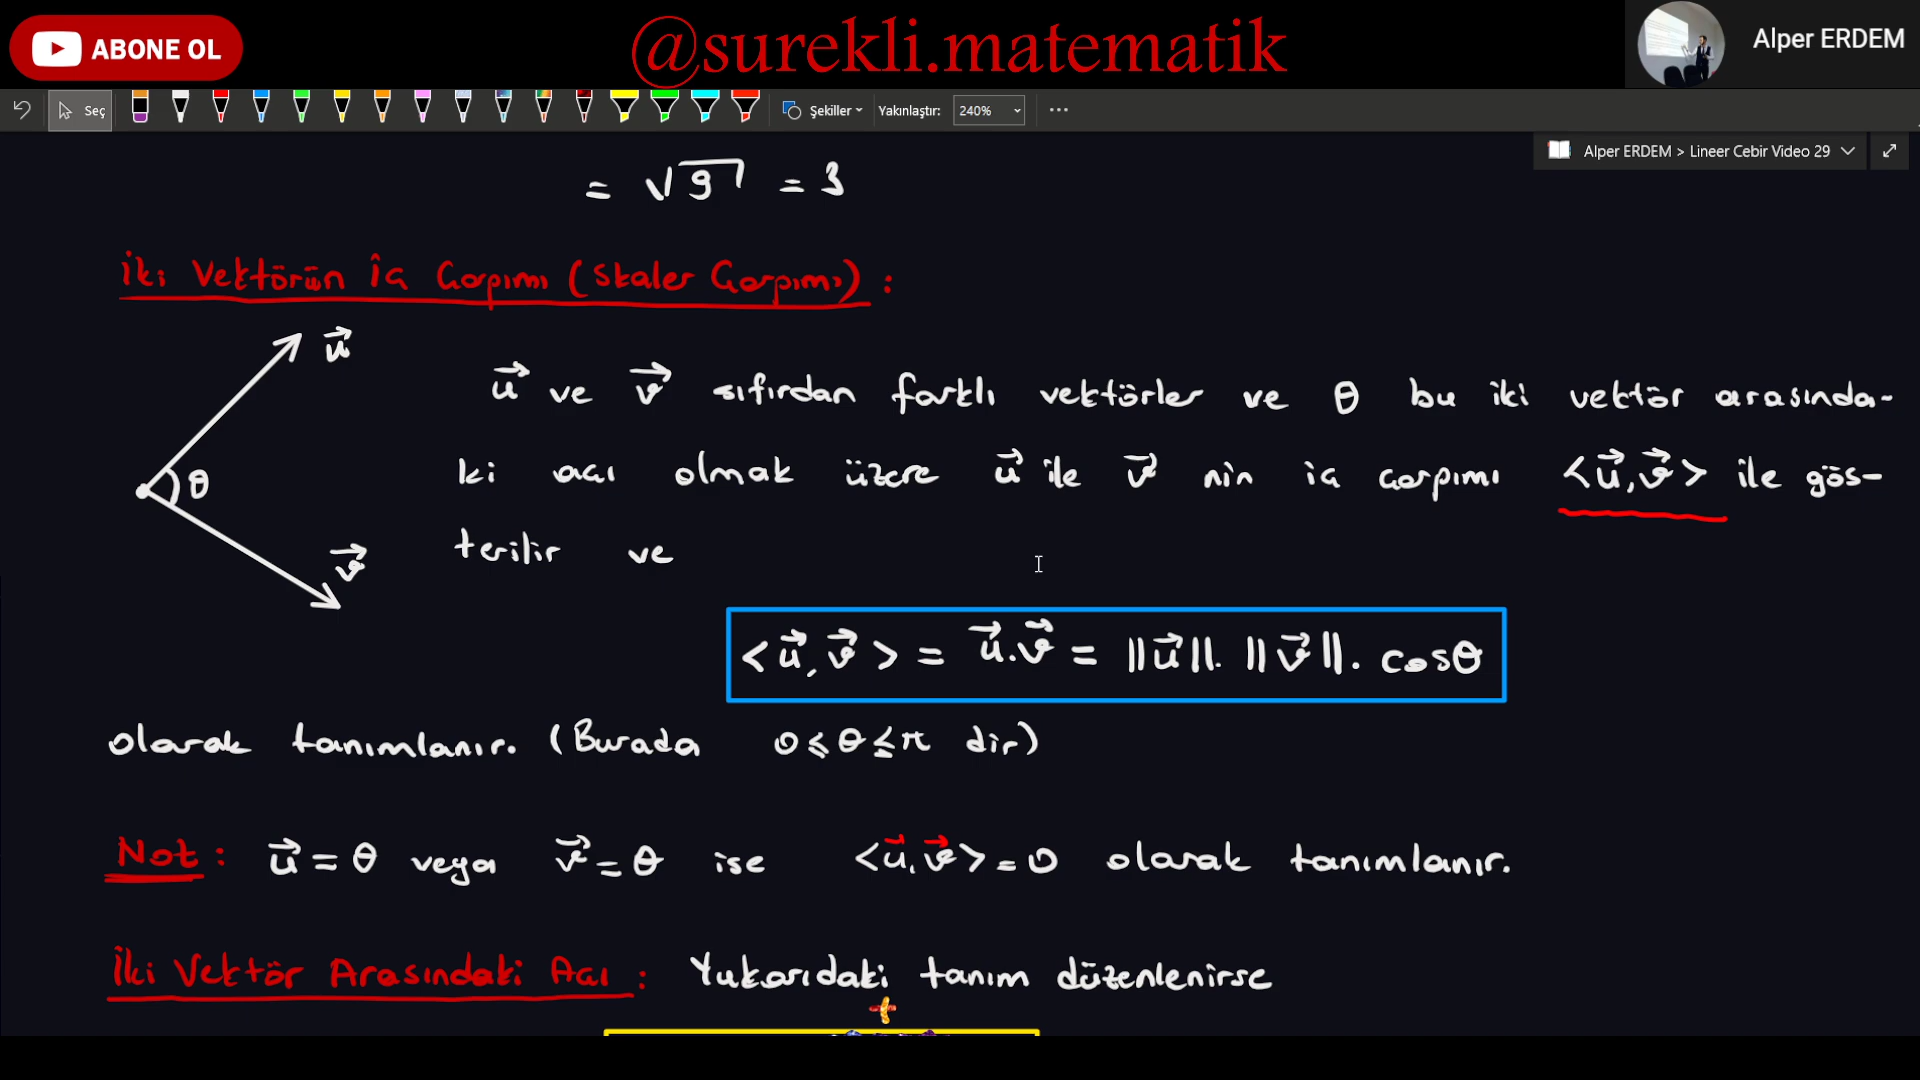 ABONE OL
@surekli.matematik
Alper ERDEM
Seç
Şekiller
Yakınlaştır:
240%
Alper ERDEM > Lineer Cebir Video 29
= √9 = 3
İki Vektörün İç Çarpımı (Skaler Çarpımı) :
u⃗
θ
v⃗
u⃗ ve v⃗ sıfırdan farklı vektörler ve θ bu iki vektör arasında-
ki açı olmak üzere u⃗ ile v⃗ nin iç çarpımı <u⃗,v⃗> ile gös-
terilir ve
<u⃗,v⃗> = u⃗.v⃗ = ||u⃗||. ||v⃗||. cosθ
olarak tanımlanır. (Burada 0≤θ≤π dir)
Not : u⃗ = θ veya v⃗ = θ ise <u⃗,v⃗> = 0 olarak tanımlanır.
İki Vektör Arasındaki Açı : Yukarıdaki tanım düzenlenirse